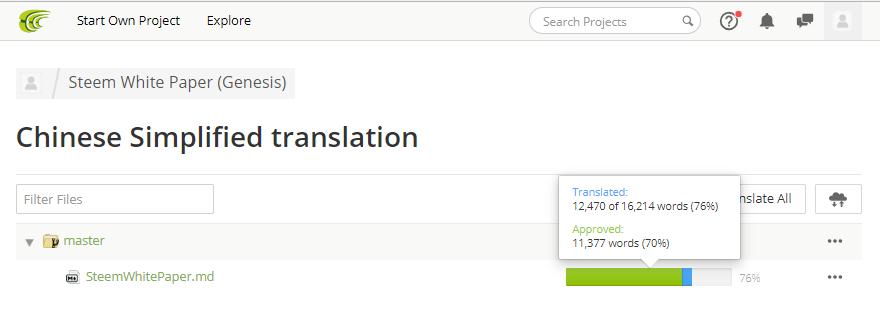 Start Own Project Explore Search Projects
Steem White Paper (Genesis)
Chinese Simplified translation
Translated:
12,470 of 16,214 words (76%)
Filter Files
nslate All
Approved:
11,377 words (70%)
master
SteemWhitePaper.md 76%